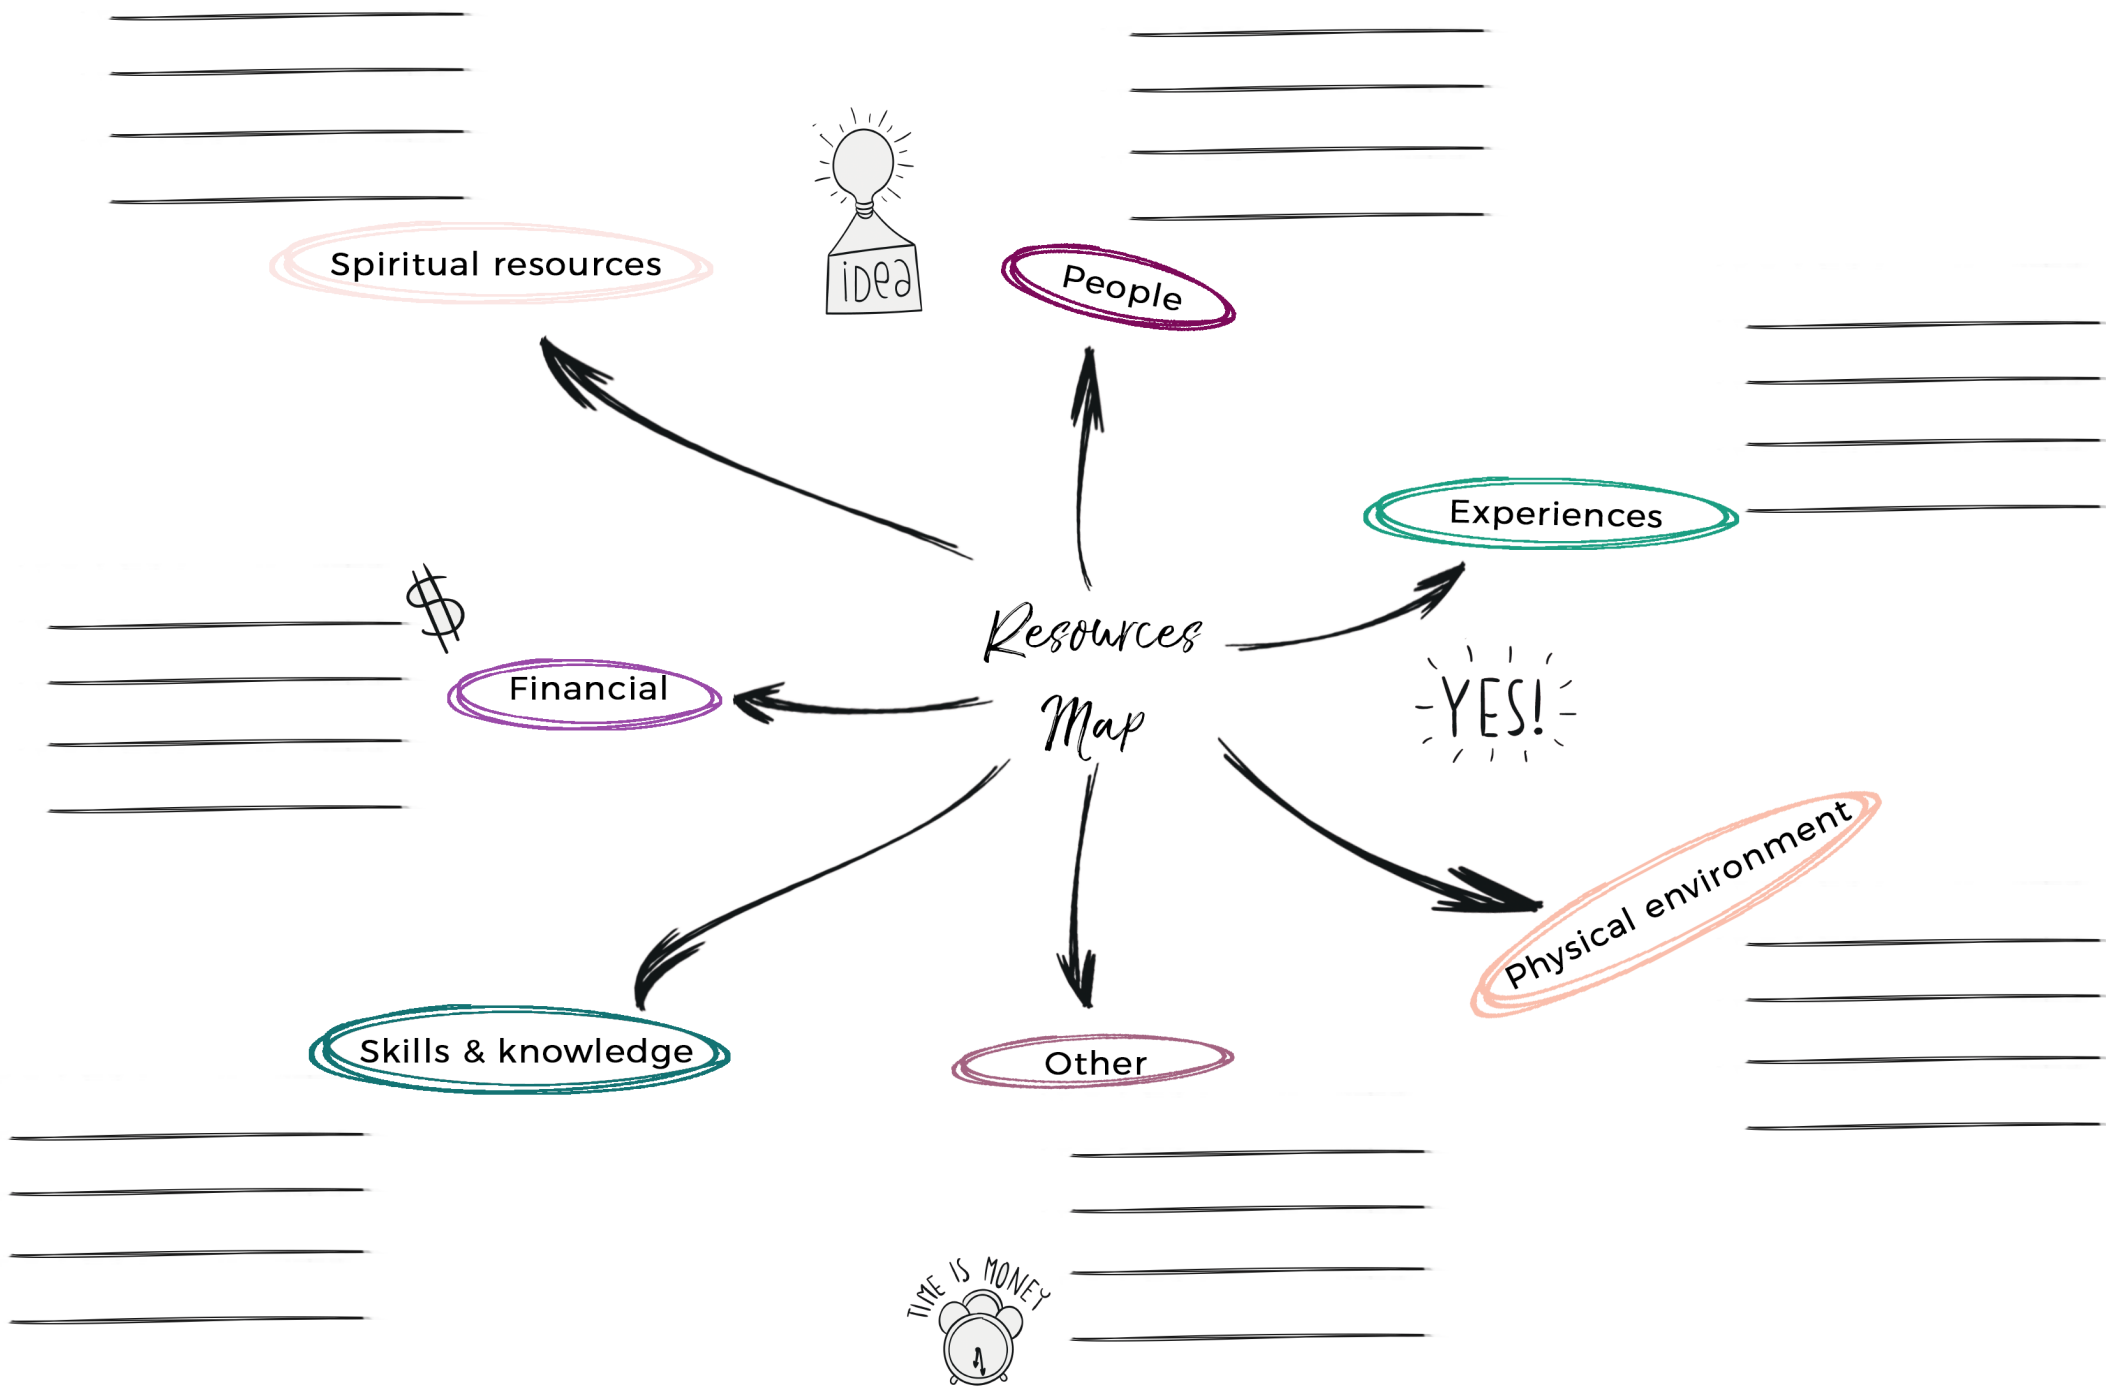 Spiritual resources
People
iDea
Experiences
Resources
Map
$
Financial
YES!
Physical environment
Skills & knowledge
Other
TIME IS MONEY